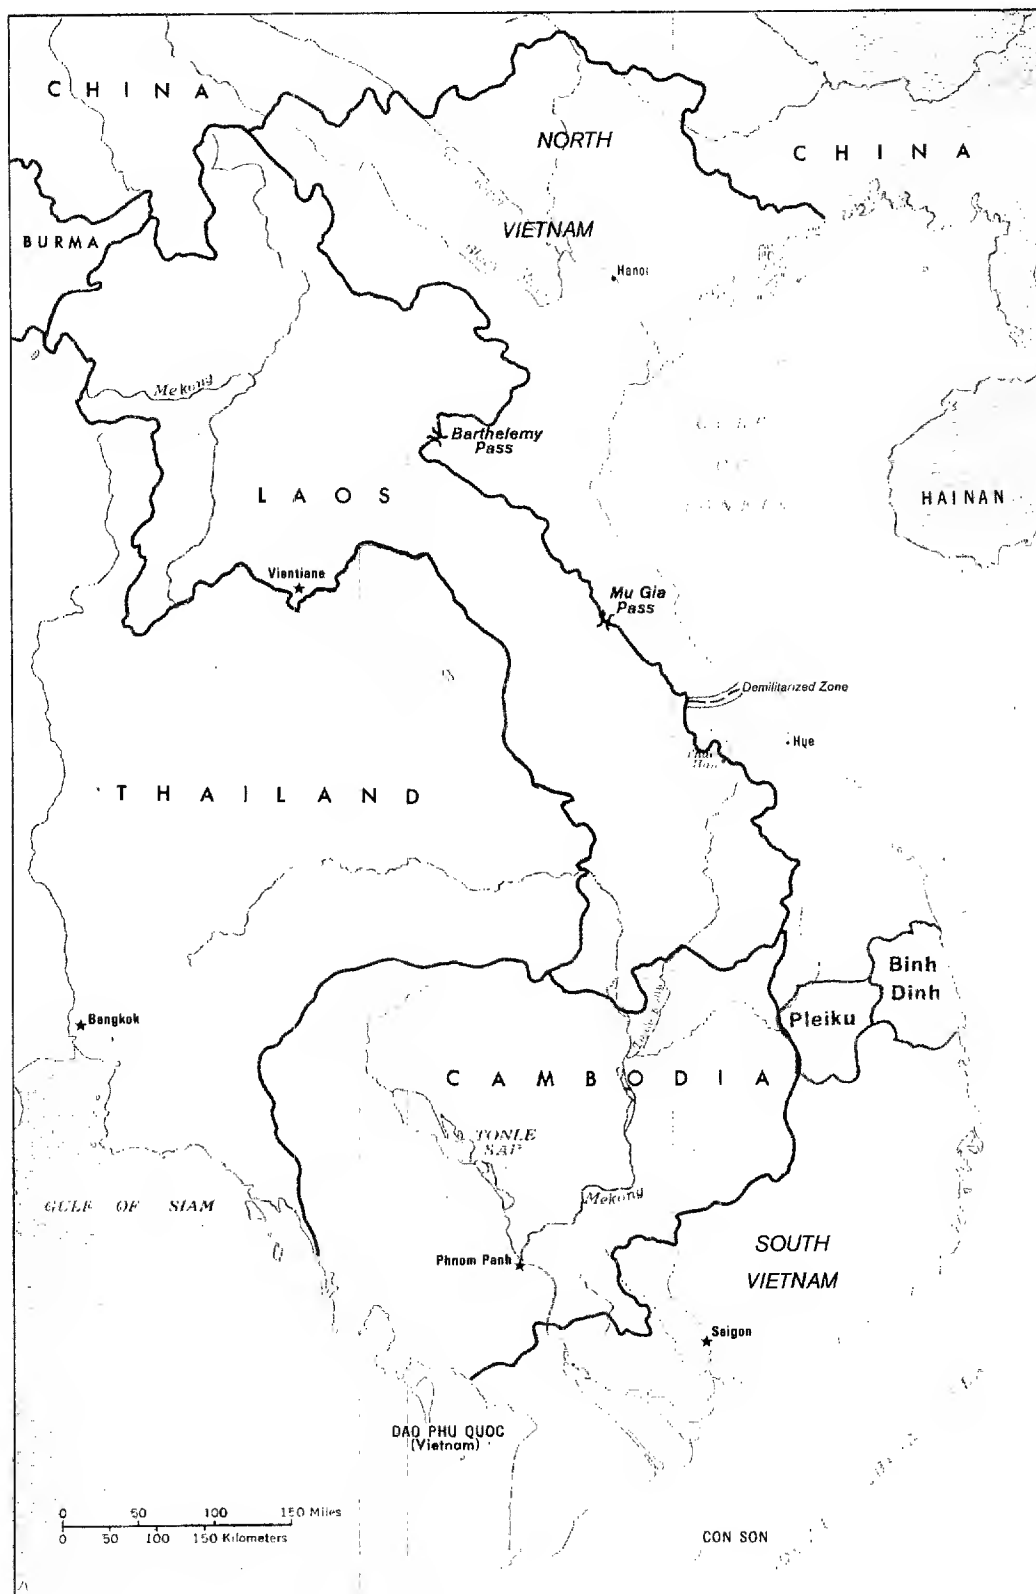 CHINA
NORTH
CHINA
VIETNAM
BURMA
Hanoi
Mekong
Barthelemy
Pass
LAOS
HAINAN
Vientiane
Mu Gia
Pass
Demilitarized Zone
Hue
THAILAND
Binh
Dinh
Pleiku
Bangkok
CAMBODIA
TONLE
SAP
Mekong
GULF OF SIAM
Phnom Panh
SOUTH
VIETNAM
Saigon
DAO PHU QUOC
(Vietnam)
0 50 100 150 Miles
0 50 100 150 Kilometers
CON SON